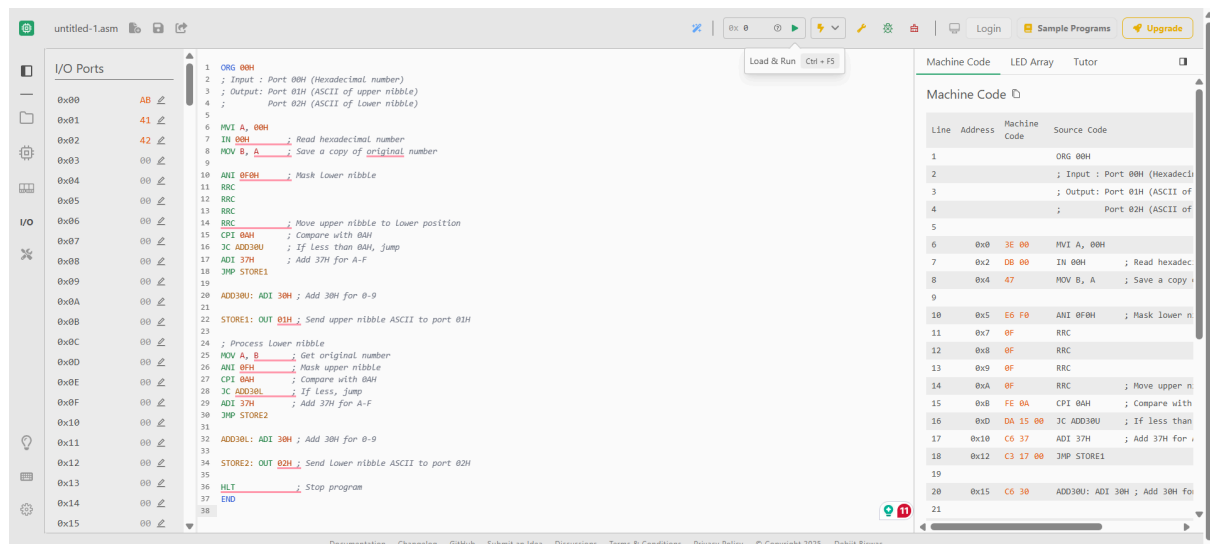 untitled-1.asm
0x 0
Login
Sample Programs
Upgrade
Load & Run Ctrl + F5
I/O Ports
0x00 AB
0x01 41
0x02 42
0x03 00
0x04 00
0x05 00
0x06 00
0x07 00
0x08 00
0x09 00
0x0A 00
0x0B 00
0x0C 00
0x0D 00
0x0E 00
0x0F 00
0x10 00
0x11 00
0x12 00
0x13 00
0x14 00
0x15 00
I/O
1 ORG 00H
2 ; Input : Port 00H (Hexadecimal number)
3 ; Output: Port 01H (ASCII of upper nibble)
4 ; Port 02H (ASCII of lower nibble)
5
6 MVI A, 00H
7 IN 00H ; Read hexadecimal number
8 MOV B, A ; Save a copy of original number
9
10 ANI 0F0H ; Mask lower nibble
11 RRC
12 RRC
13 RRC
14 RRC ; Move upper nibble to lower position
15 CPI 0AH ; Compare with 0AH
16 JC ADD30U ; If less than 0AH, jump
17 ADI 37H ; Add 37H for A-F
18 JMP STORE1
19
20 ADD30U: ADI 30H ; Add 30H for 0-9
21
22 STORE1: OUT 01H ; Send upper nibble ASCII to port 01H
23
24 ; Process lower nibble
25 MOV A, B ; Get original number
26 ANI 0FH ; Mask upper nibble
27 CPI 0AH ; Compare with 0AH
28 JC ADD30L ; If less, jump
29 ADI 37H ; Add 37H for A-F
30 JMP STORE2
31
32 ADD30L: ADI 30H ; Add 30H for 0-9
33
34 STORE2: OUT 02H ; Send lower nibble ASCII to port 02H
35
36 HLT ; Stop program
37 END
38
11
Machine Code LED Array Tutor
Machine Code
Line Address Machine Code Source Code
1 ORG 00H
2 ; Input : Port 00H (Hexadeci
3 ; Output: Port 01H (ASCII of
4 ; Port 02H (ASCII of
5
6 0x0 3E 00 MVI A, 00H
7 0x2 DB 00 IN 00H ; Read hexadec
8 0x4 47 MOV B, A ; Save a copy
9
10 0x5 E6 F0 ANI 0F0H ; Mask lower n
11 0x7 0F RRC
12 0x8 0F RRC
13 0x9 0F RRC
14 0xA 0F RRC ; Move upper n
15 0xB FE 0A CPI 0AH ; Compare with
16 0xD DA 15 00 JC ADD30U ; If less than
17 0x10 C6 37 ADI 37H ; Add 37H for
18 0x12 C3 17 00 JMP STORE1
19
20 0x15 C6 30 ADD30U: ADI 30H ; Add 30H fo
21
Documentation Changelog GitHub Submit an Idea Discussions Terms & Conditions Privacy Policy © Copyright 2025